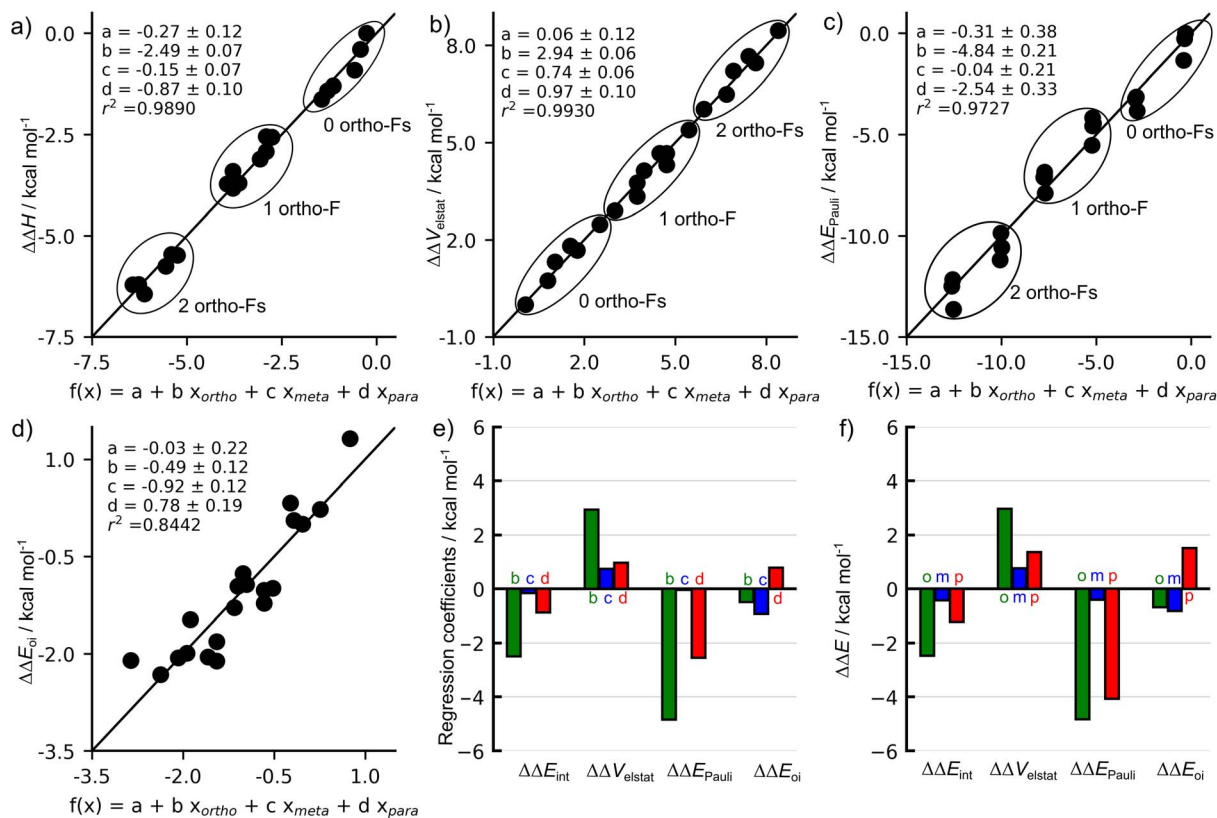 a)
0.0
-2.5
-5.0
-7.5
ΔΔH / kcal mol⁻¹
a = -0.27 ± 0.12
b = -2.49 ± 0.07
c = -0.15 ± 0.07
d = -0.87 ± 0.10
r² =0.9890
0 ortho-Fs
1 ortho-F
2 ortho-Fs
-7.5 -5.0 -2.5 0.0
f(x) = a + b x_ortho + c x_meta + d x_para
b)
8.0
5.0
2.0
-1.0
ΔΔV_elstat / kcal mol⁻¹
a = 0.06 ± 0.12
b = 2.94 ± 0.06
c = 0.74 ± 0.06
d = 0.97 ± 0.10
r² =0.9930
2 ortho-Fs
1 ortho-F
0 ortho-Fs
-1.0 2.0 5.0 8.0
f(x) = a + b x_ortho + c x_meta + d x_para
c)
0.0
-5.0
-10.0
-15.0
ΔΔE_Pauli / kcal mol⁻¹
a = -0.31 ± 0.38
b = -4.84 ± 0.21
c = -0.04 ± 0.21
d = -2.54 ± 0.33
r² =0.9727
0 ortho-Fs
1 ortho-F
2 ortho-Fs
-15.0 -10.0 -5.0 0.0
f(x) = a + b x_ortho + c x_meta + d x_para
d)
1.0
-0.5
-2.0
-3.5
ΔΔE_oi / kcal mol⁻¹
a = -0.03 ± 0.22
b = -0.49 ± 0.12
c = -0.92 ± 0.12
d = 0.78 ± 0.19
r² =0.8442
-3.5 -2.0 -0.5 1.0
f(x) = a + b x_ortho + c x_meta + d x_para
e)
6
4
2
0
−2
−4
−6
Regression coefficients / kcal mol⁻¹
b c d
b c d
b c d
b c
d
ΔΔE_int ΔΔV_elstat ΔΔE_Pauli ΔΔE_oi
f)
6
4
2
0
−2
−4
−6
ΔΔE / kcal mol⁻¹
o m p
o m p
o m p
o m
p
ΔΔE_int ΔΔV_elstat ΔΔE_Pauli ΔΔE_oi